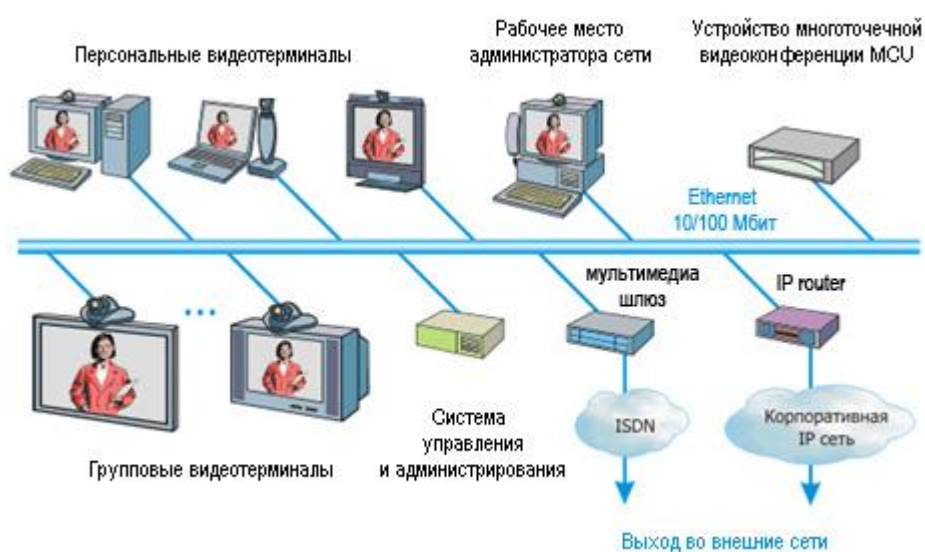 Персональные видеотерминалы
Рабочее место
администратора сети
Устройство многоточечной
видеоконференции MCU
Ethernet
10/100 Мбит
мультимедиа
шлюз
IP router
Групповые видеотерминалы
Система
управления
и администрирования
ISDN
Корпоративная
IP сеть
Выход во внешние сети